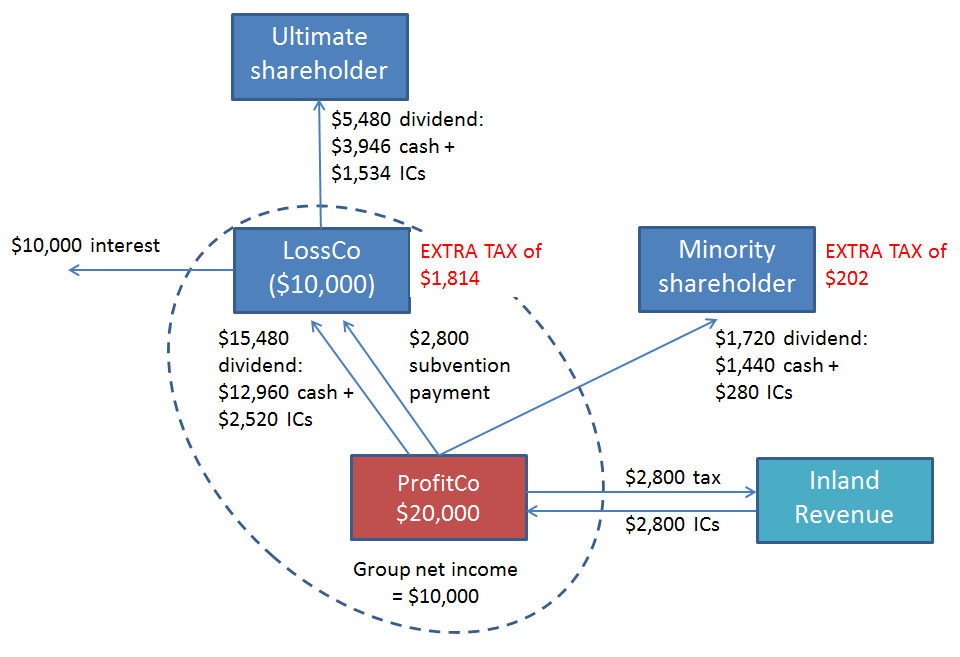 Ultimate
shareholder
$5,480 dividend:
$3,946 cash +
$1,534 ICs
$10,000 interest
LossCo
($10,000)
EXTRA TAX of
$1,814
Minority
shareholder
EXTRA TAX of
$202
$15,480
dividend:
$12,960 cash +
$2,520 ICs
$2,800
subvention
payment
$1,720 dividend:
$1,440 cash +
$280 ICs
ProfitCo
$20,000
$2,800 tax
$2,800 ICs
Inland
Revenue
Group net income
= $10,000